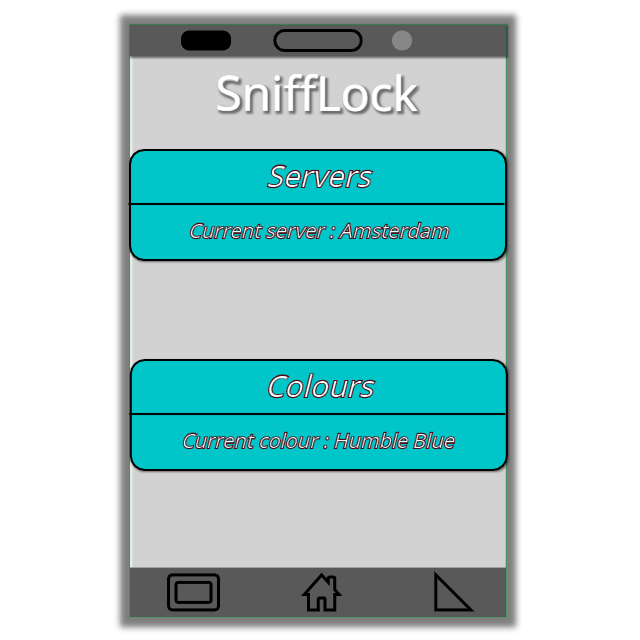 SniffLock
Servers
Current server : Amsterdam
Colours
Current colour : Humble Blue